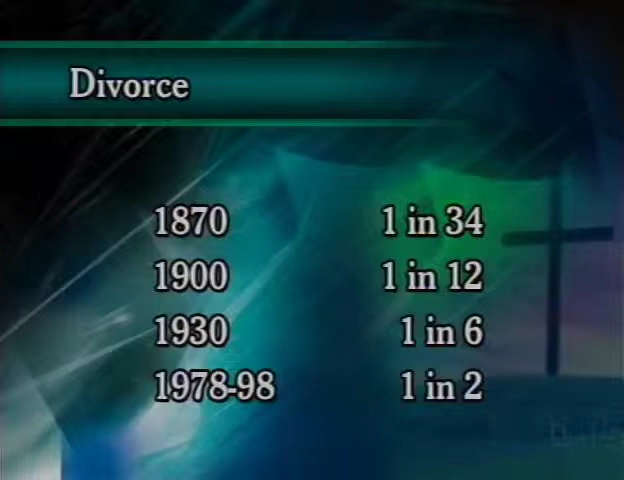 Divorce
1870 1 in 34
1900 1 in 12
1930 1 in 6
1978-98 1 in 2